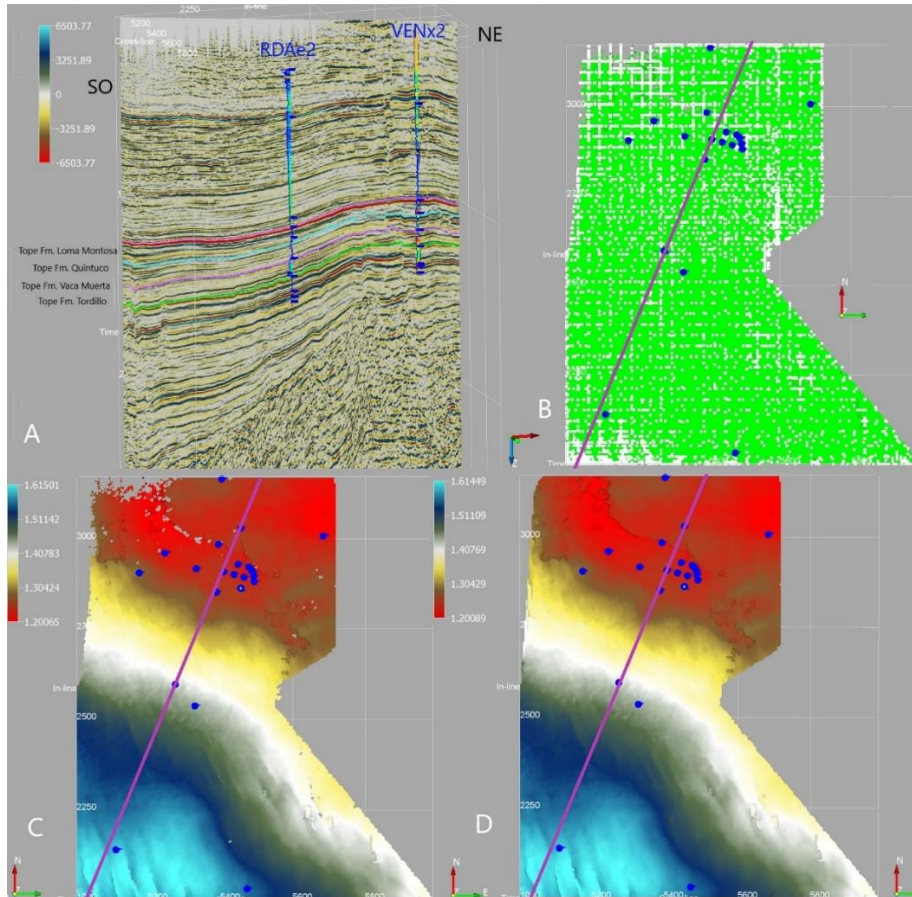 2250
5200
5400
5600
Cross-line
6503.77
3251.89
0
-3251.89
-6503.77
SO
RDAe2
VENx2
NE
Tope Fm. Loma Montosa
Tope Fm. Quintuco
Tope Fm. Vaca Muerta
Tope Fm. Tordillo
Time
A
Z
3000
In-line
N
B
Time
1.61501
1.51142
1.40783
1.30424
1.20065
3000
In-line
2500
2250
C
N
5200
5400
5600
5800
N
E
1.61449
1.51109
1.40769
1.30429
1.20089
3000
In-line
2500
2250
D
N
5200
5400
5600
5800
N